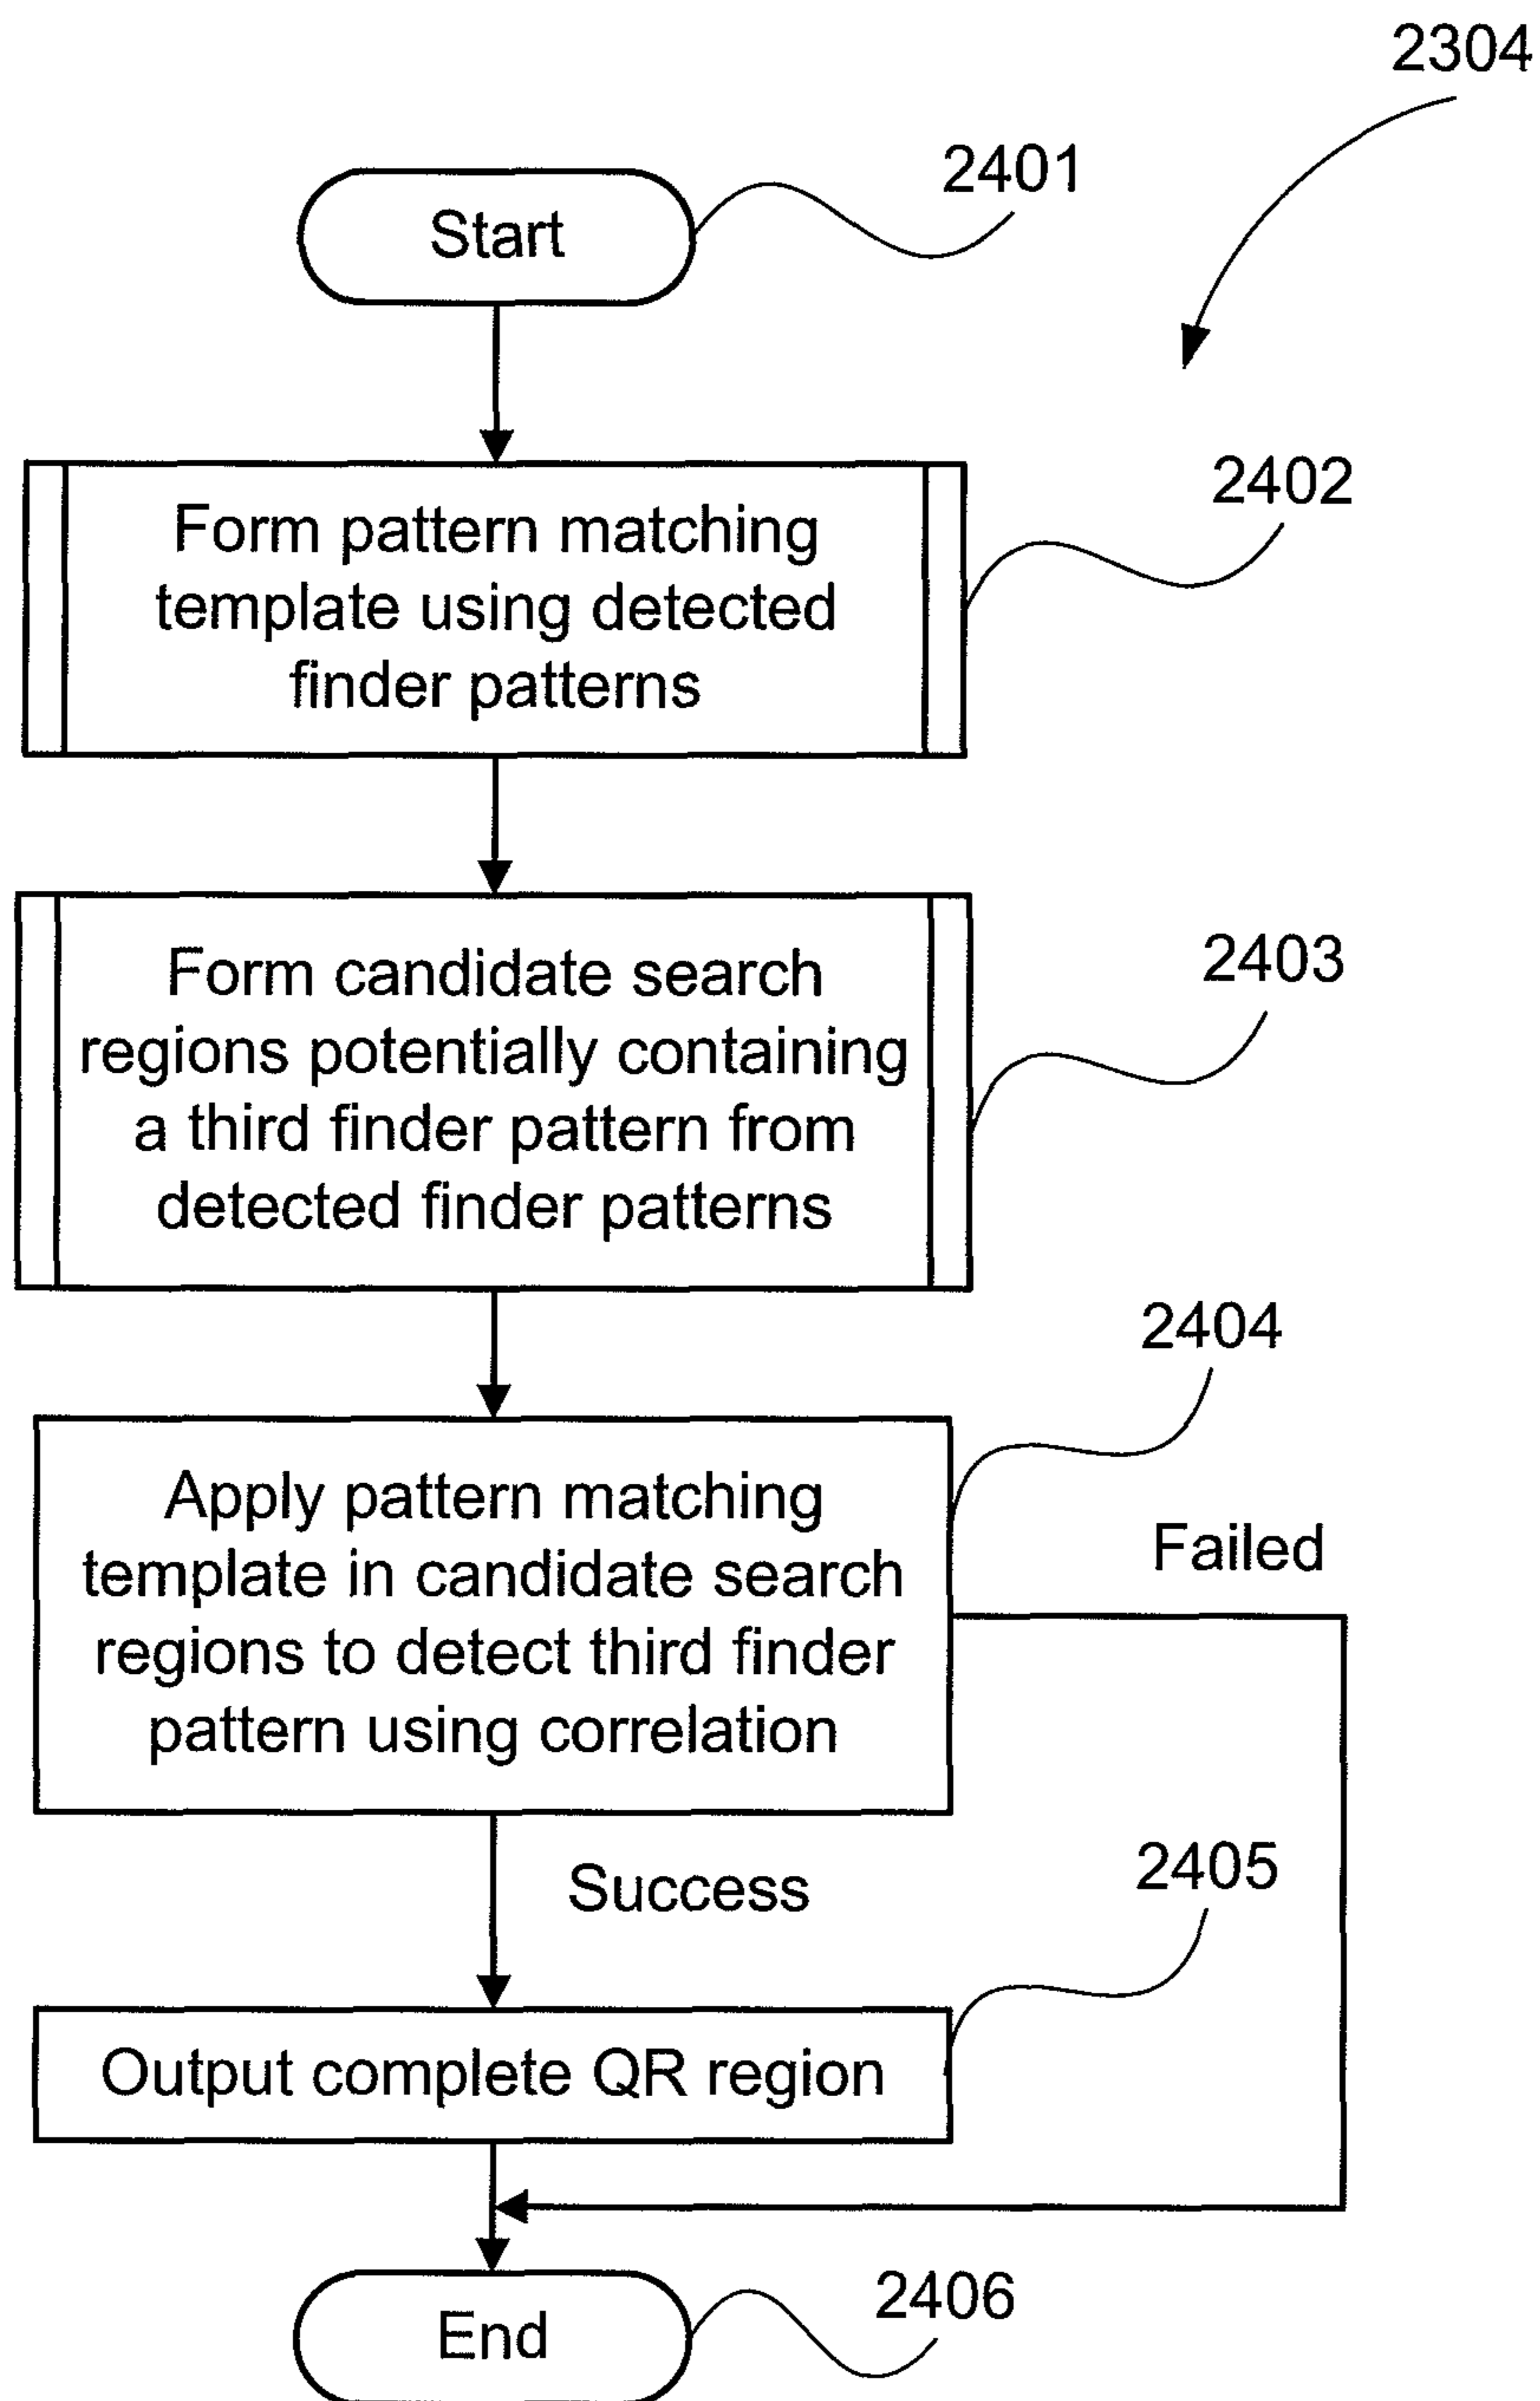 2304
2401
Start
2402
Form pattern matching
template using detected
finder patterns
2403
Form candidate search
regions potentially containing
a third finder pattern from
detected finder patterns
2404
Apply pattern matching
template in candidate search
regions to detect third finder
pattern using correlation
Failed
Success
2405
Output complete QR region
2406
End